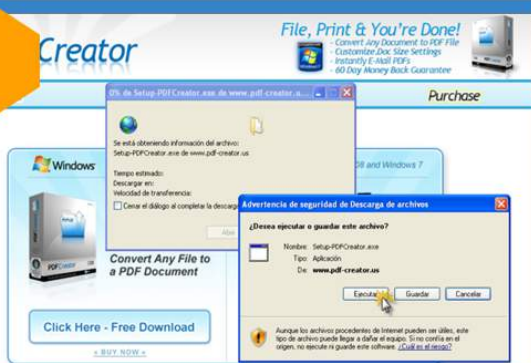 Creator
File, Print & You're Done!
- Convert Any Document to PDF File
- Customize Doc Size Settings
- Instantly E-Mail PDFs
- 60 Day Money Back Guarantee
Purchase
0% de Setup-PDFCreator.exe de www.pdf-creator.u...
Se está obteniendo información del archivo:
Setup-PDFCreator.exe de www.pdf-creator.us
Tiempo estimado:
Descargar en:
Velocidad de transferencia:
Cerrar el diálogo al completar la descarga
Abrir
Windows
98 and Windows 7
PDFCreator
Convert Any File to
a PDF Document
Click Here - Free Download
« BUY NOW »
Advertencia de seguridad de Descarga de archivos
¿Desea ejecutar o guardar este archivo?
Nombre: Setup-PDFCreator.exe
Tipo: Aplicación
De: www.pdf-creator.us
Ejecutar
Guardar
Cancelar
Aunque los archivos procedentes de Internet pueden ser útiles, este
tipo de archivo puede llegar a dañar el equipo. Si no confía en el
origen, no ejecute ni guarde este software. ¿Cuál es el riesgo?